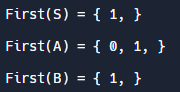 First(S) = { 1, }
First(A) = { 0, 1, }
First(B) = { 1, }